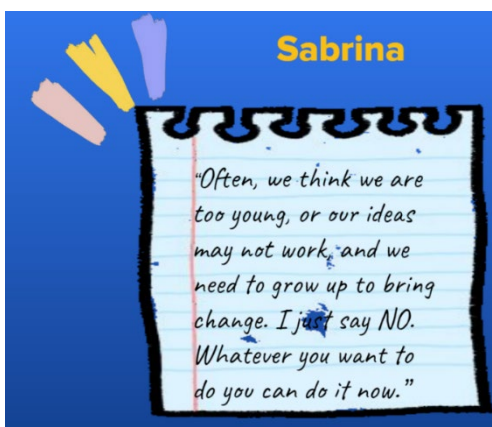 Sabrina
“Often, we think we are
too young, or our ideas
may not work, and we
need to grow up to bring
change. I just say NO.
Whatever you want to
do you can do it now.”